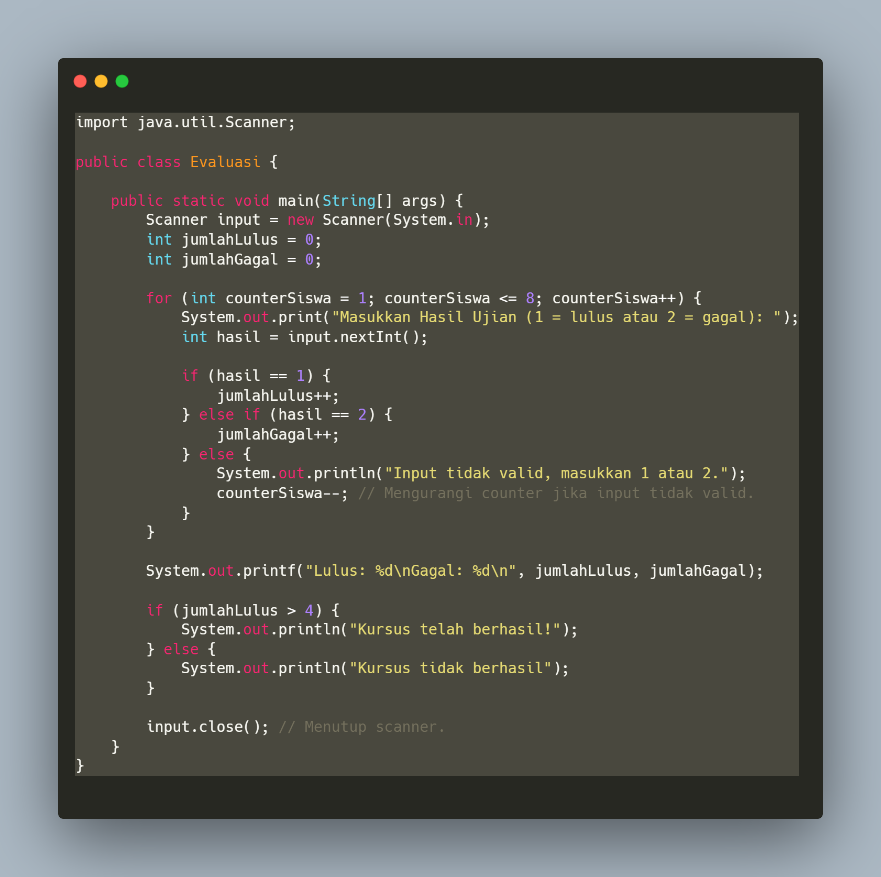 import java.util.Scanner;
public class Evaluasi {
public static void main(String[] args) {
Scanner input = new Scanner(System.in);
int jumlahLulus = 0;
int jumlahGagal = 0;
for (int counterSiswa = 1; counterSiswa <= 8; counterSiswa++) {
System.out.print("Masukkan Hasil Ujian (1 = lulus atau 2 = gagal): ");
int hasil = input.nextInt();
if (hasil == 1) {
jumlahLulus++;
} else if (hasil == 2) {
jumlahGagal++;
} else {
System.out.println("Input tidak valid, masukkan 1 atau 2.");
counterSiswa--; // Mengurangi counter jika input tidak valid.
}
}
System.out.printf("Lulus: %d\nGagal: %d\n", jumlahLulus, jumlahGagal);
if (jumlahLulus > 4) {
System.out.println("Kursus telah berhasil!");
} else {
System.out.println("Kursus tidak berhasil");
}
input.close(); // Menutup scanner.
}
}